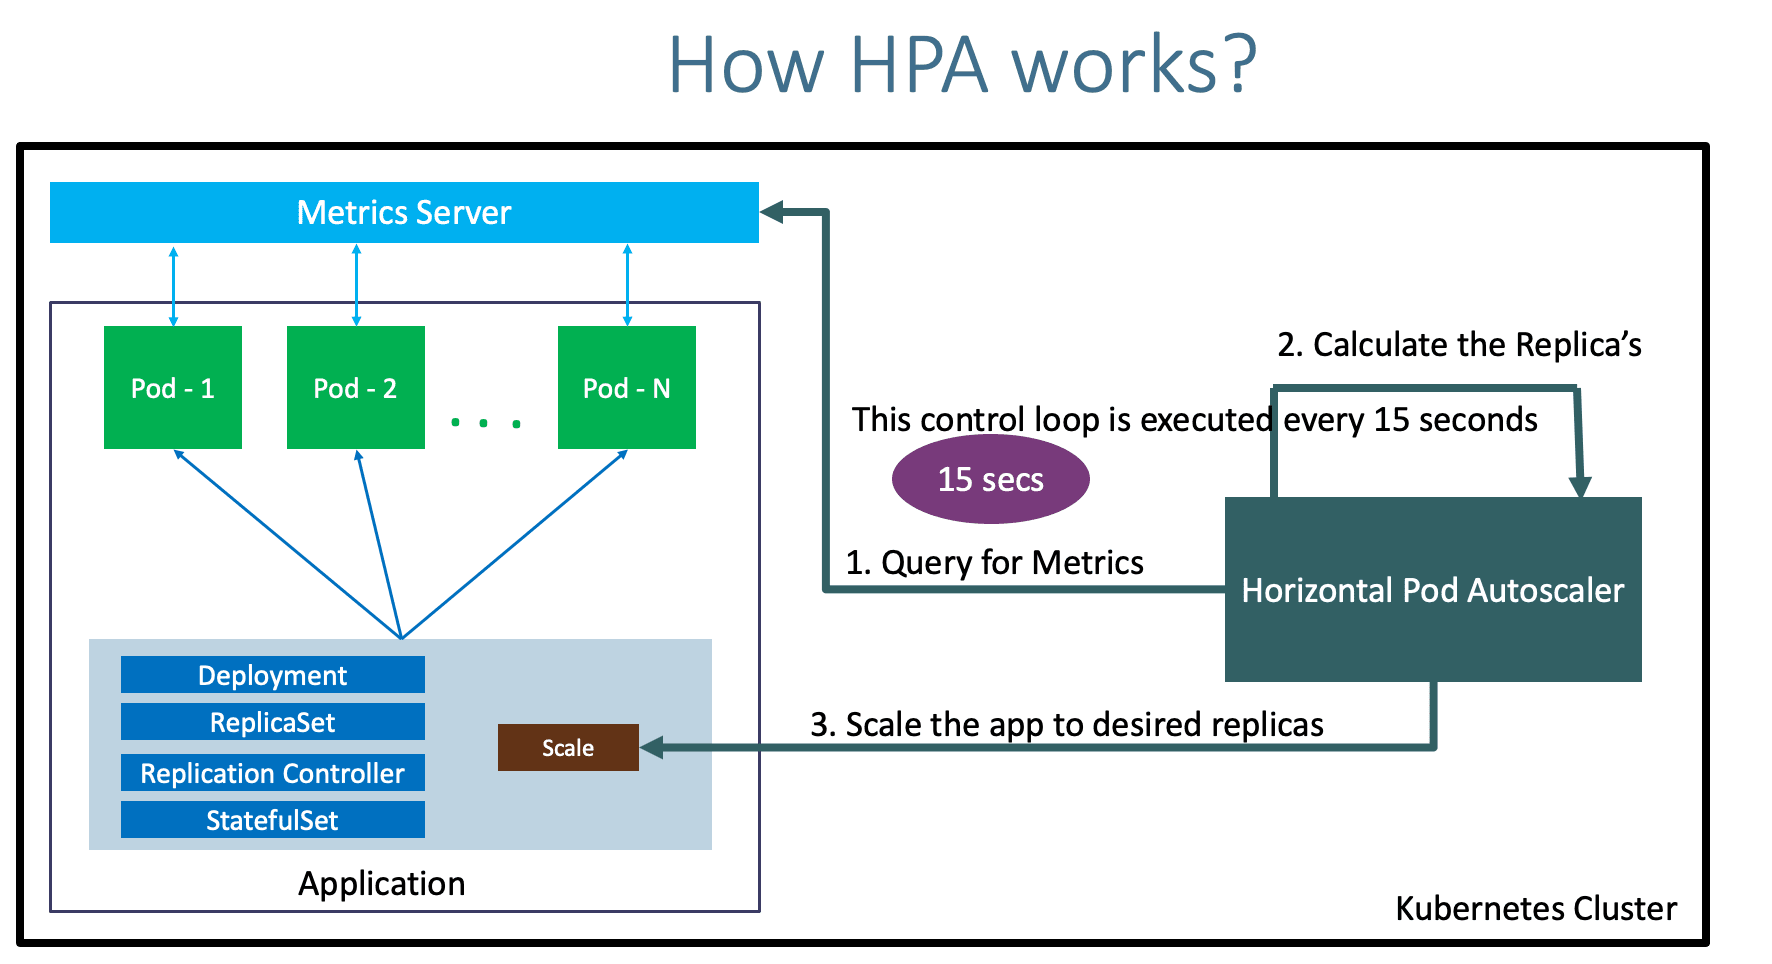 How HPA works?
Metrics Server
Pod - 1
Pod - 2
. . .
Pod - N
2. Calculate the Replica’s
This control loop is executed every 15 seconds
15 secs
1. Query for Metrics
Horizontal Pod Autoscaler
Deployment
ReplicaSet
Replication Controller
StatefulSet
Scale
3. Scale the app to desired replicas
Application
Kubernetes Cluster